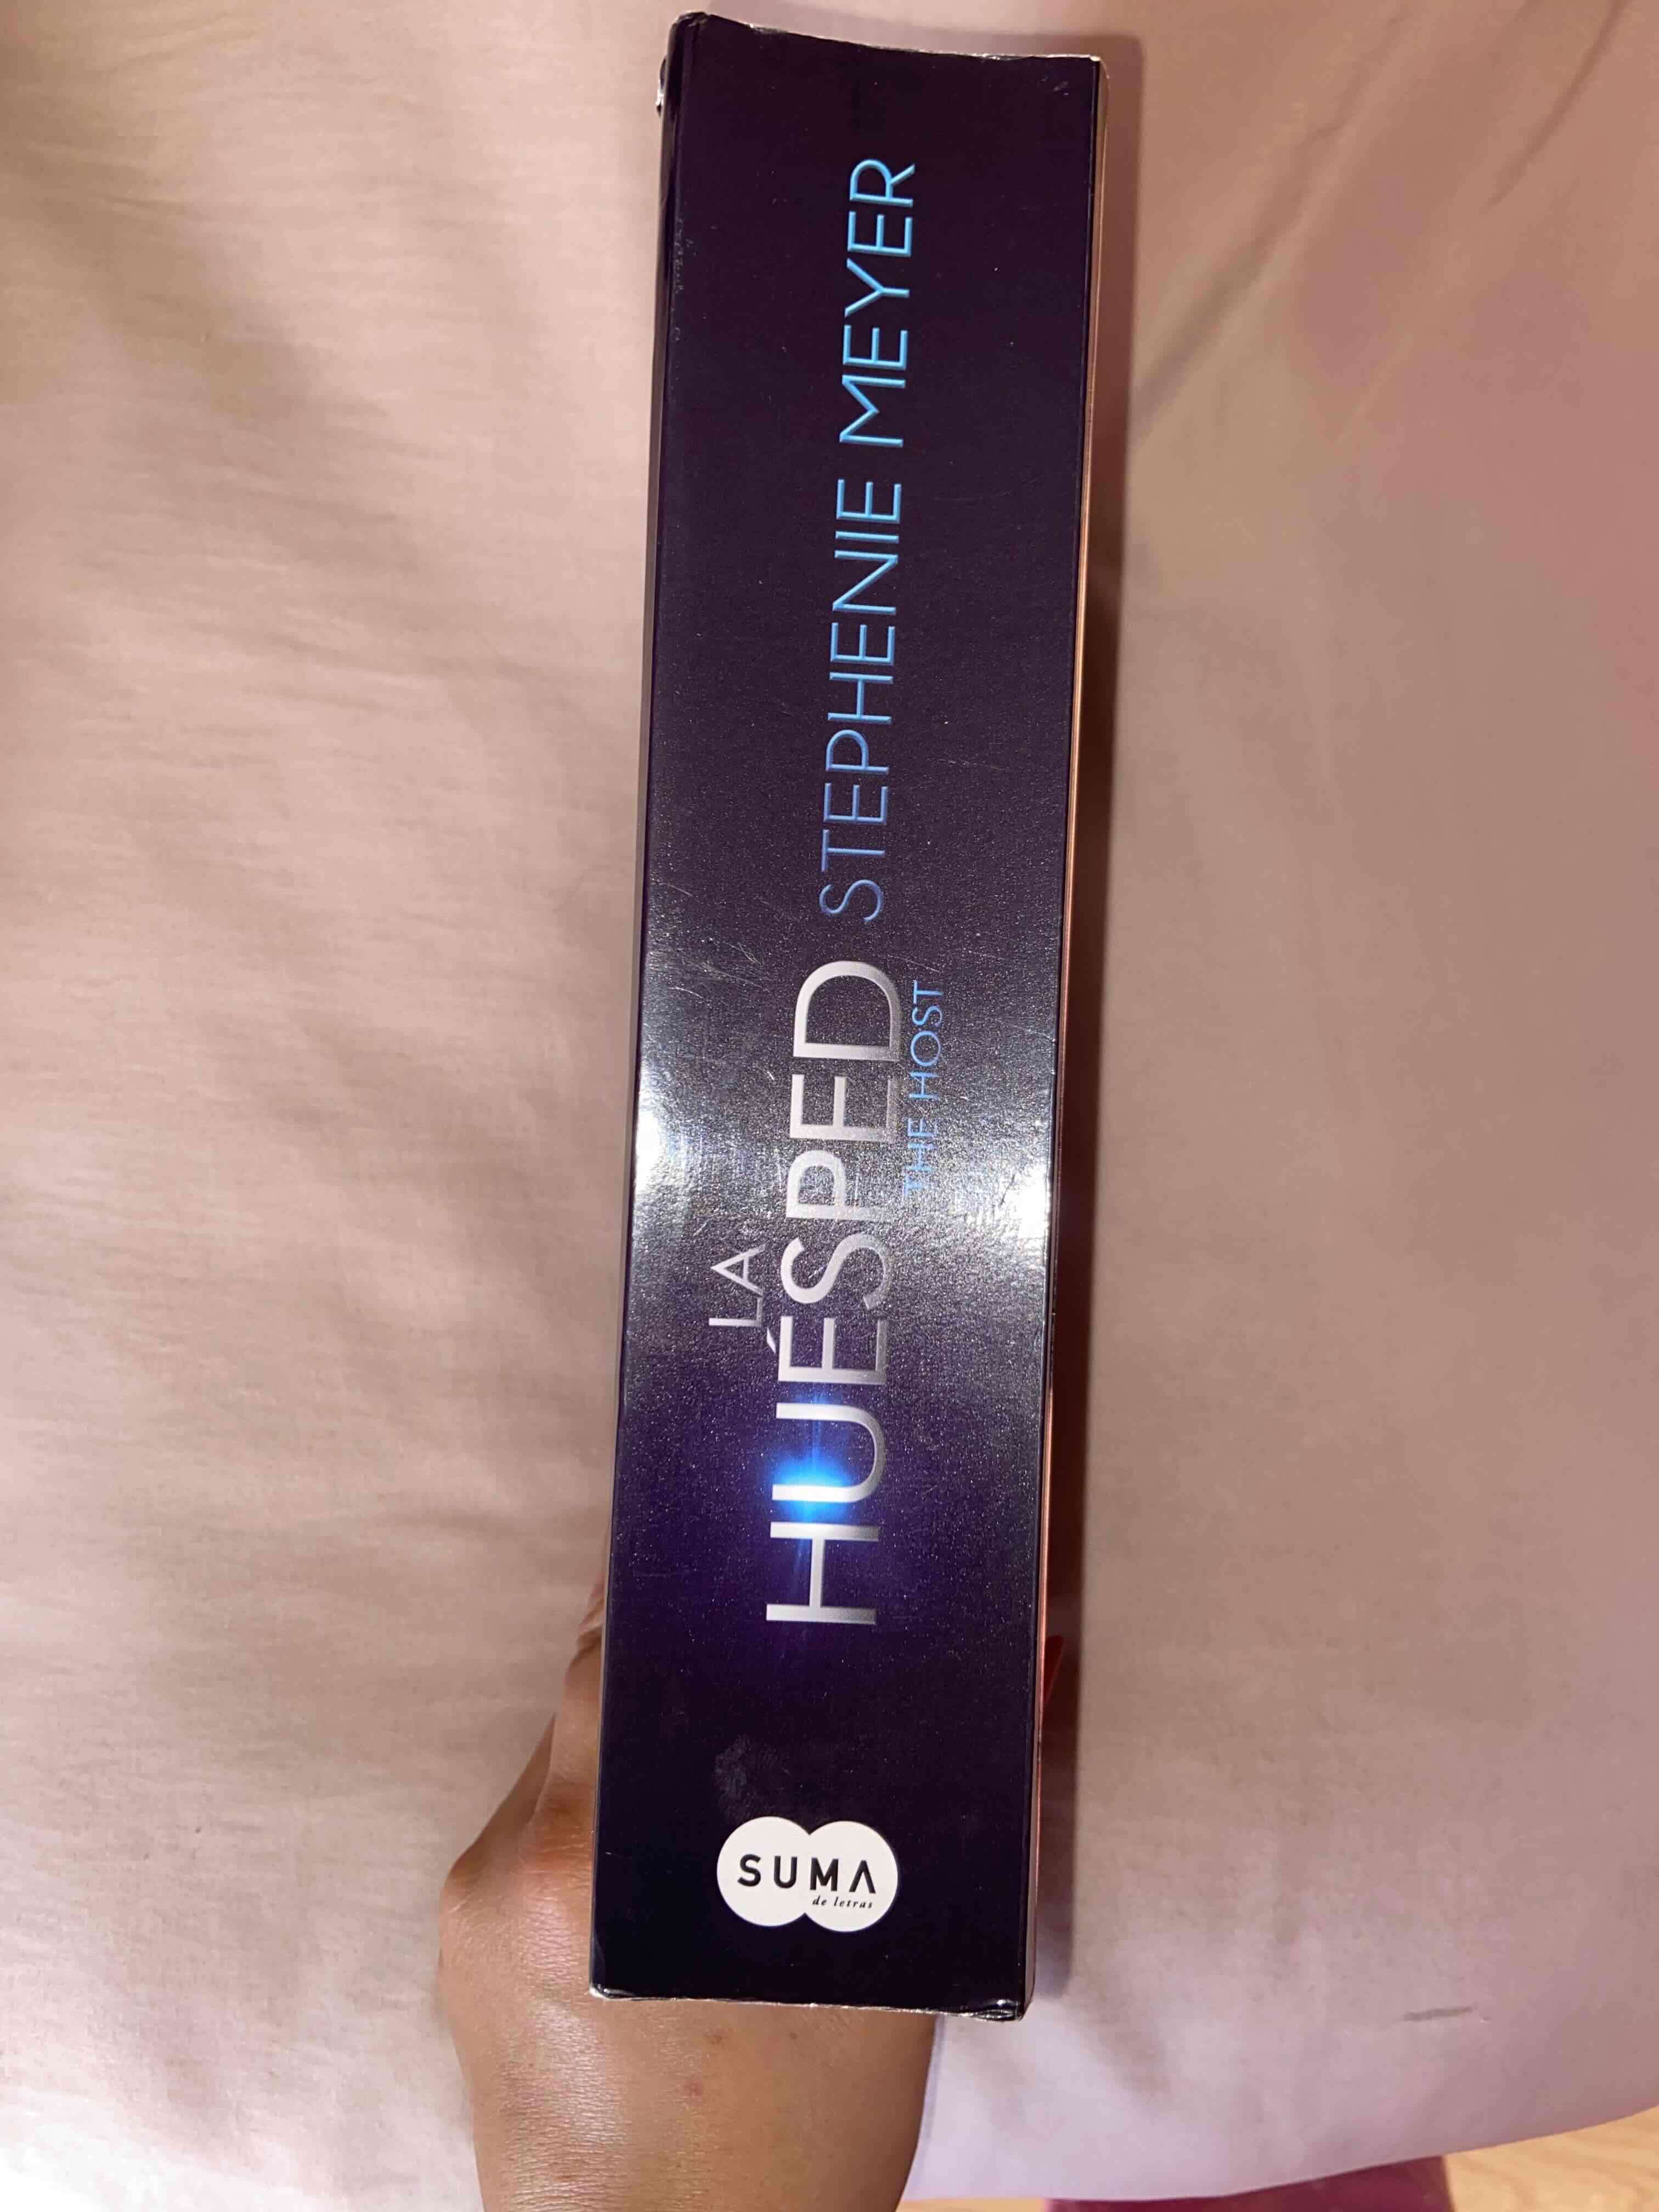 LA
HUÉSPED
THE HOST
STEPHENIE MEYER
SUMA
de letras